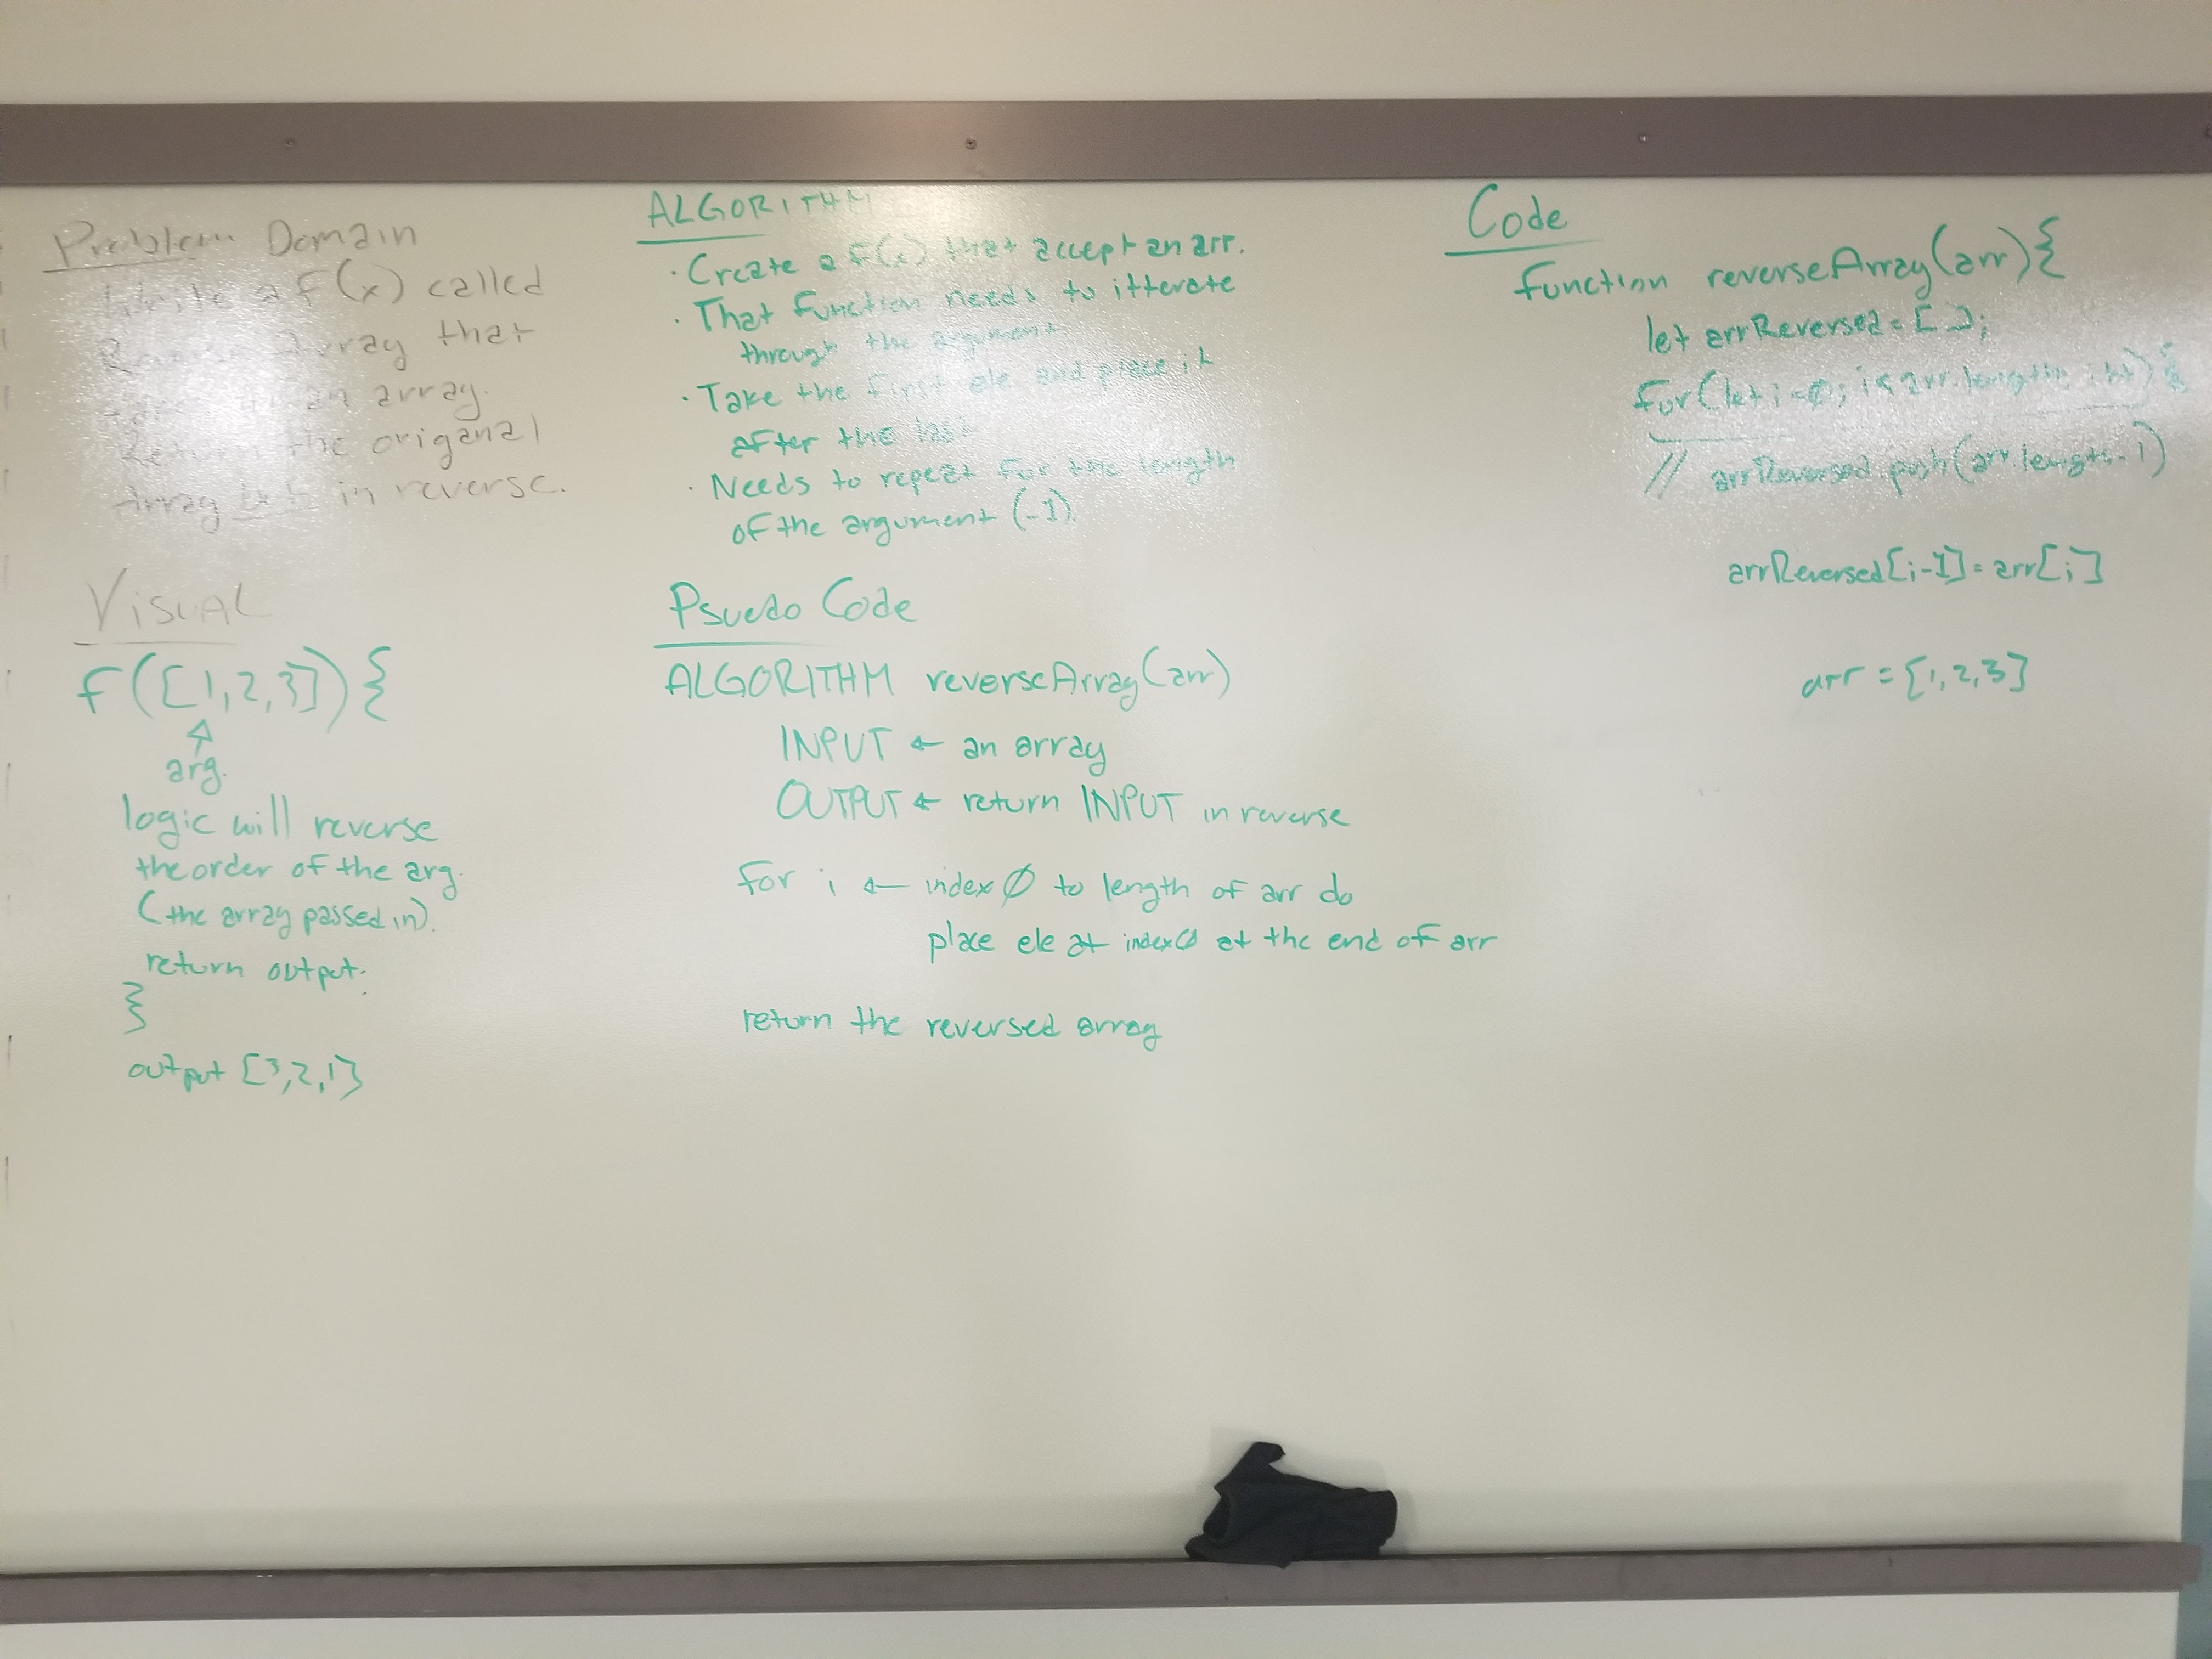 Problem Domain
Write a f(x) called
Array that
an array.
Return the origanal
Array but in reverse.
Visual
f([1,2,3]){
arg.
logic will reverse
the order of the arg.
(the array passed in).
return output;
}
output [3,2,1]
ALGORITHM
· Create a f(x) that accept an arr.
· That function needs to itterate
through the argument
· Take the first ele and place it
after the last
· Needs to repeat for the length
of the argument (-1).
Psuedo Code
ALGORITHM reverseArray(arr)
INPUT ← an array
OUTPUT ← return INPUT in reverse
for i ← index Ø to length of arr do
place ele at index Ø at the end of arr
return the reversed array
Code
function reverseArray(arr){
let arrReversed = [ ];
for(let i=Ø; i<arr.length; i++){
// arrReversed.push(arr.length-1)
arrReversed[i-1]=arr[i]
arr = [1,2,3]